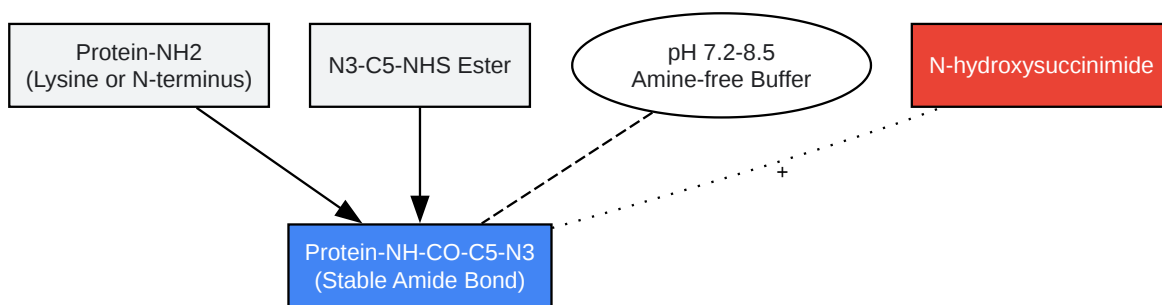 Protein-NH2
(Lysine or N-terminus)
N3-C5-NHS Ester
pH 7.2-8.5
Amine-free Buffer
N-hydroxysuccinimide
+
Protein-NH-CO-C5-N3
(Stable Amide Bond)